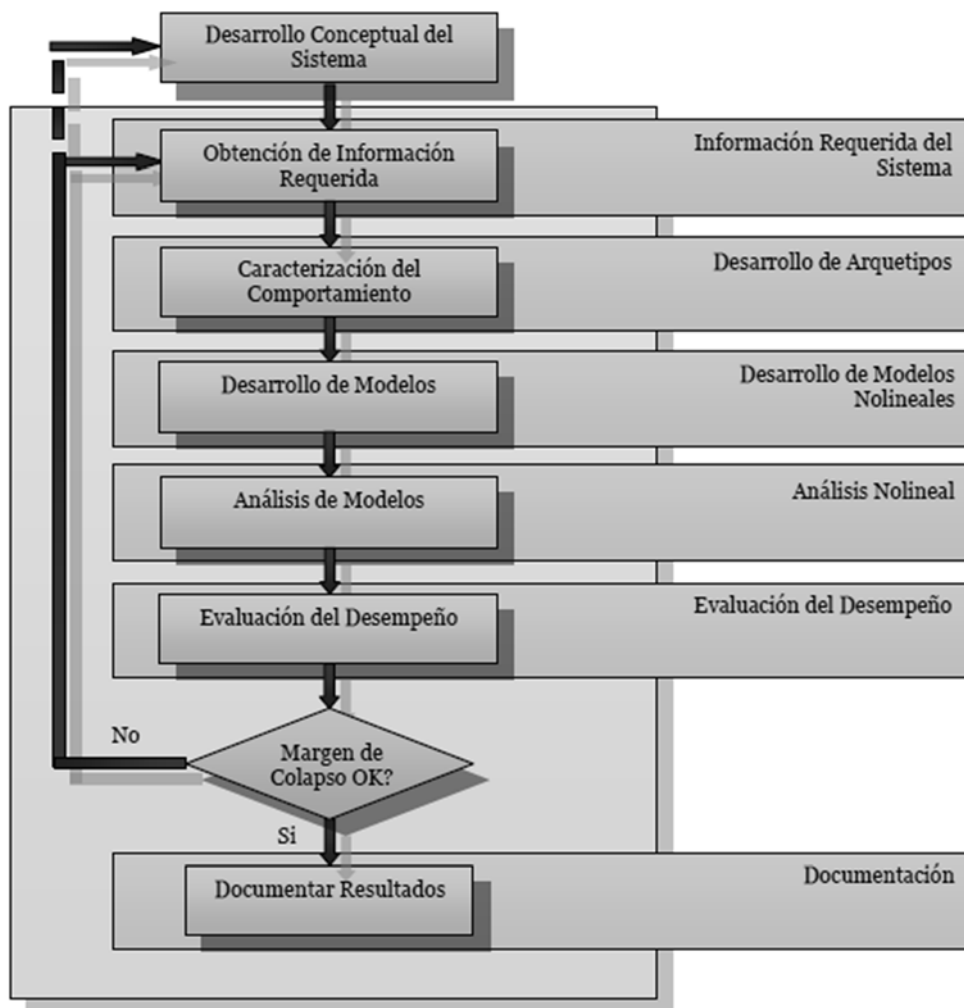 Desarrollo Conceptual del
Sistema
Obtención de Información
Requerida
Información Requerida del
Sistema
Caracterización del
Comportamiento
Desarrollo de Arquetipos
Desarrollo de Modelos
Desarrollo de Modelos
Nolineales
Análisis de Modelos
Análisis Nolineal
Evaluación del Desempeño
Evaluación del Desempeño
No
Margen de
Colapso OK?
Si
Documentar Resultados
Documentación